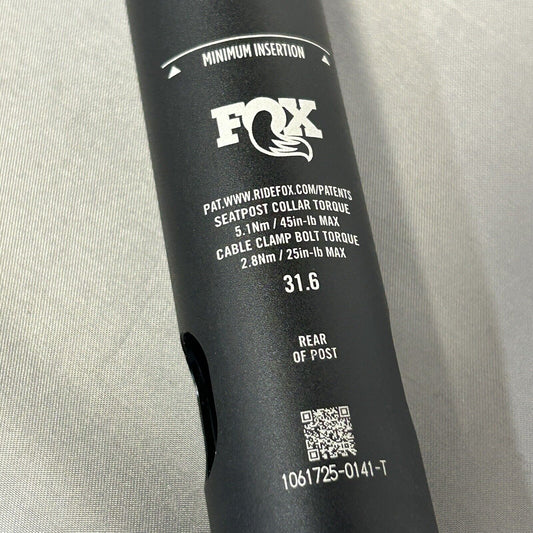 MINIMUM INSERTION
FOX
PAT.WWW.RIDEFOX.COM/PATENTS
SEATPOST COLLAR TORQUE
5.1Nm / 45in-lb MAX
CABLE CLAMP BOLT TORQUE
2.8Nm / 25in-lb MAX
31.6
REAR
OF POST
1061725-0141-T